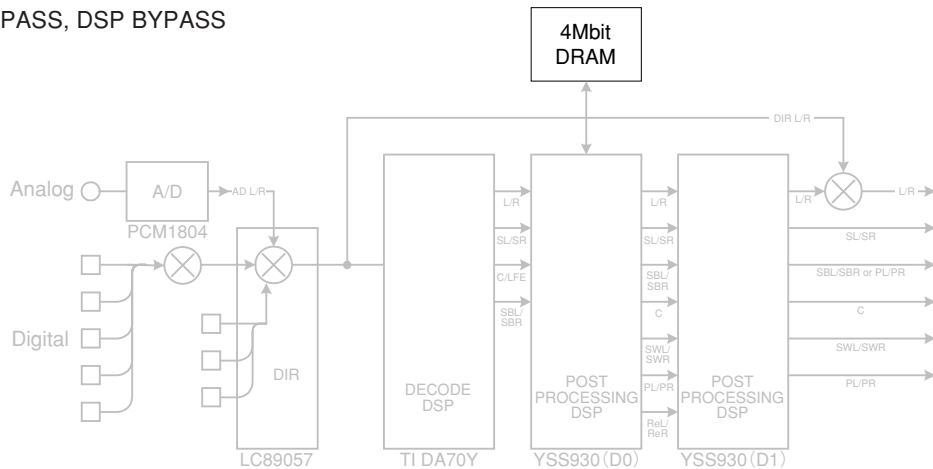 PASS, DSP BYPASS
4Mbit
DRAM
DIR L/R
Analog
A/D
AD L/R
PCM1804
L/R
L/R
L/R
L/R
SL/SR
SL/SR
SL/SR
C/LFE
SBL/
SBR
SBL/SBR or PL/PR
SBL/
SBR
C
C
Digital
SWL/
SWR
SWL/SWR
DIR
DECODE
DSP
POST
PROCESSING
DSP
PL/PR
POST
PROCESSING
DSP
PL/PR
ReL/
ReR
LC89057
TI DA70Y
YSS930(D0)
YSS930(D1)